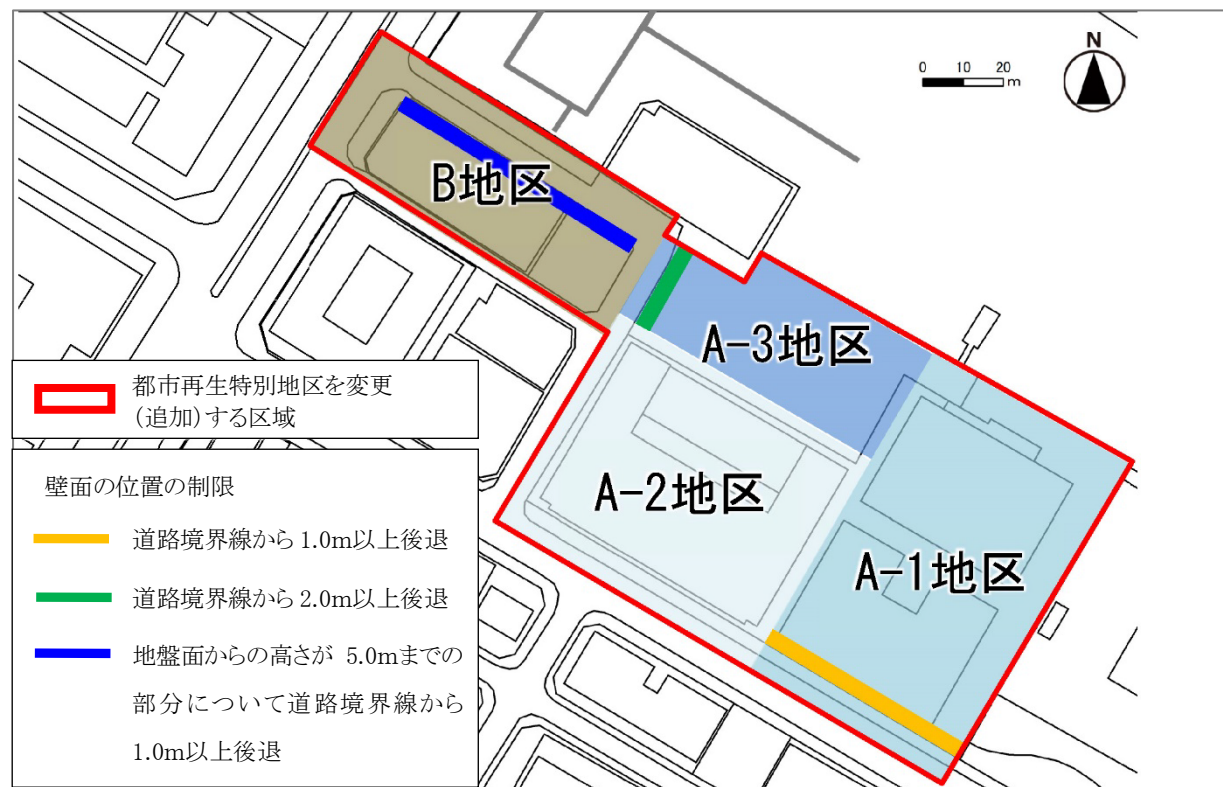 N
0 10 20
m
B地区
A-3地区
A-2地区
A-1地区
都市再生特別地区を変更
(追加)する区域
壁面の位置の制限
道路境界線から 1.0m以上後退
道路境界線から 2.0m以上後退
地盤面からの高さが 5.0mまでの
部分について道路境界線から
1.0m以上後退